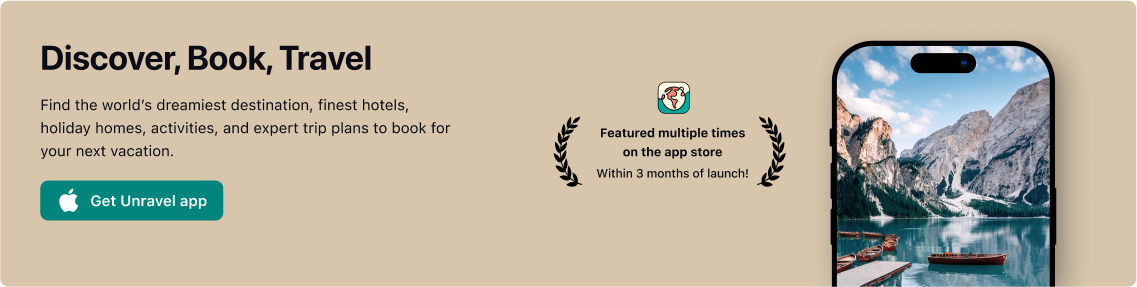 Discover, Book, Travel
Find the world's dreamiest destination, finest hotels,
holiday homes, activities, and expert trip plans to book for
your next vacation.
Get Unravel app
Featured multiple times
on the app store
Within 3 months of launch!